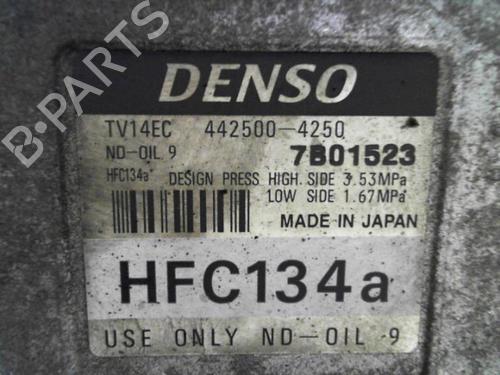 B-PARTS
DENSO
TV14EC 442500-4250
ND-OIL 9 7B01523
HFC134a DESIGN PRESS HIGH. SIDE 3.53MPa
LOW SIDE 1.67MPa
MADE IN JAPAN
HFC134a
USE ONLY ND-OIL 9